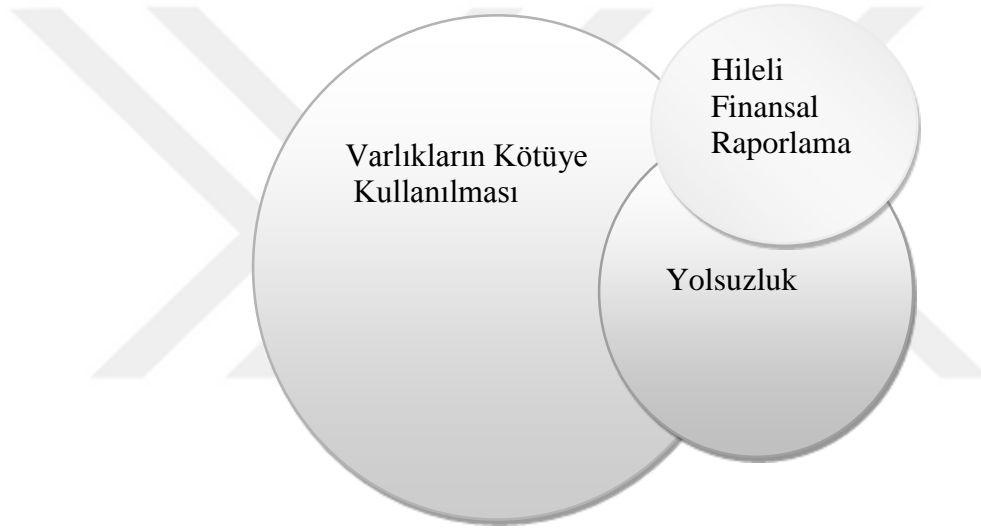 Hileli
Finansal
Raporlama
Varlıkların Kötüye
Kullanılması
Yolsuzluk